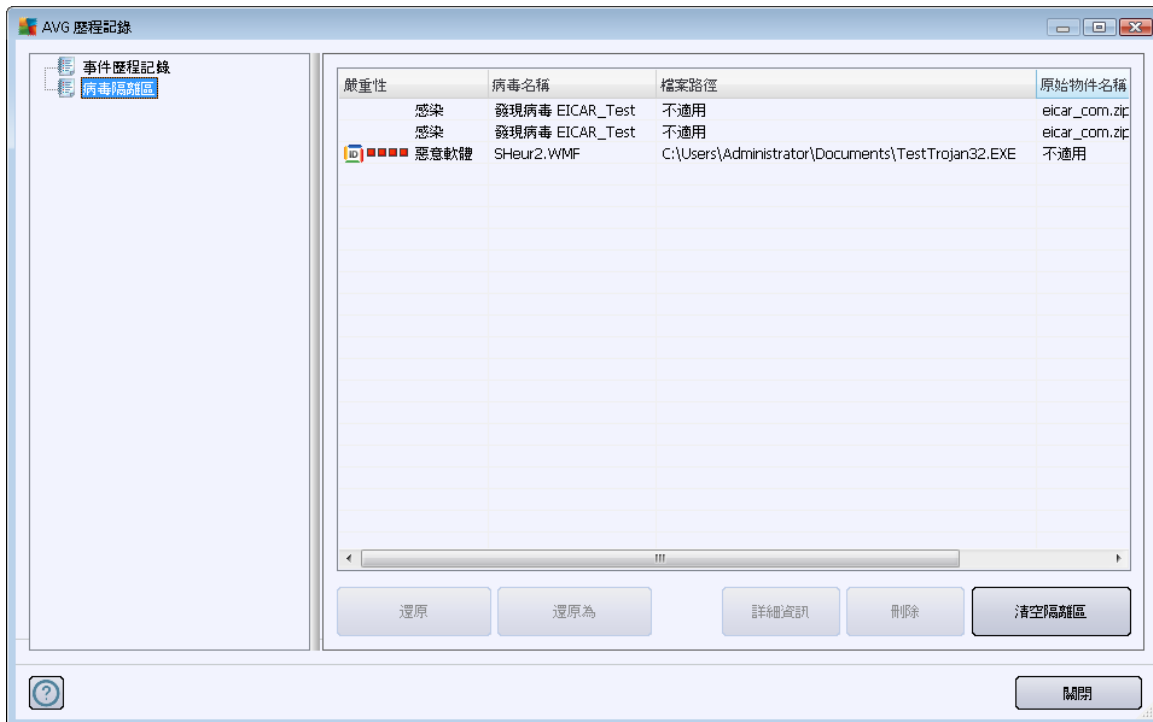 AVG 歷程記錄
事件歷程記錄
病毒隔離區
嚴重性 病毒名稱 檔案路徑 原始物件名稱
感染 發現病毒 EICAR_Test 不適用 eicar_com.zip
感染 發現病毒 EICAR_Test 不適用 eicar_com.zip
ID 惡意軟體 SHeur2.WMF C:\Users\Administrator\Documents\TestTrojan32.EXE 不適用
還原 還原為 詳細資訊 刪除 清空隔離區
?
關閉